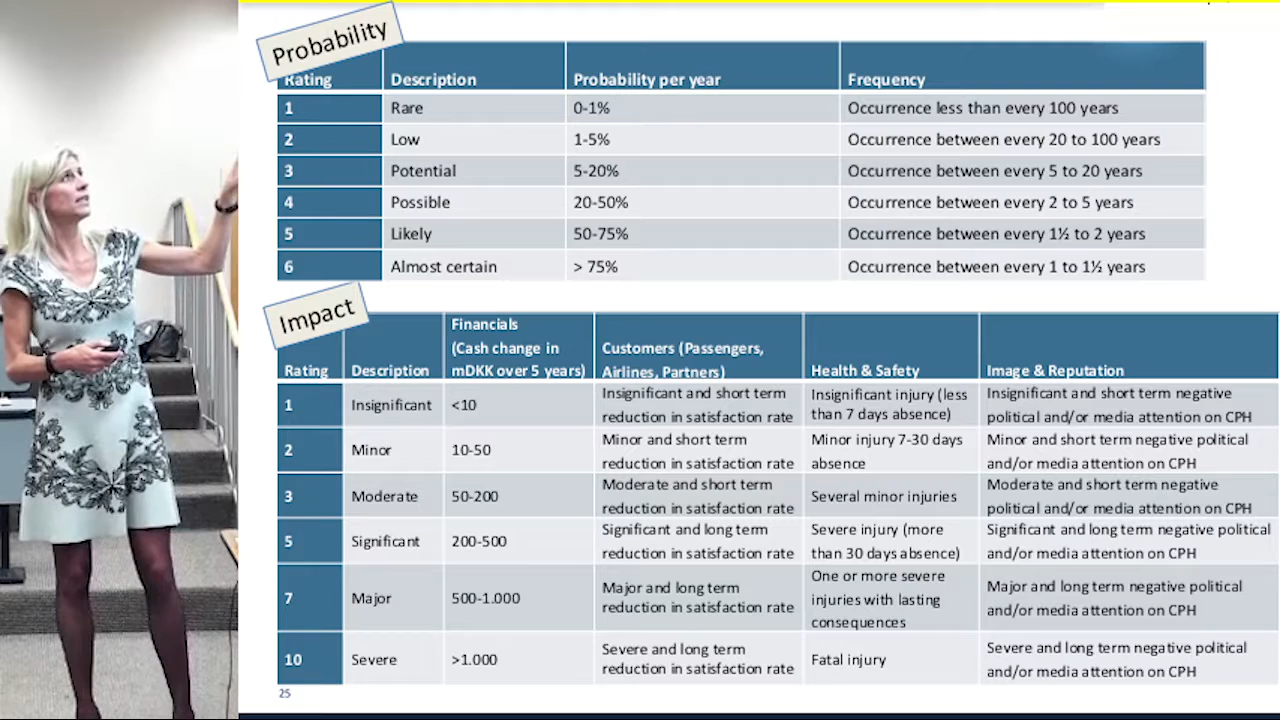 Probability
Rating Description Probability per year Frequency
1 Rare 0-1% Occurrence less than every 100 years
2 Low 1-5% Occurrence between every 20 to 100 years
3 Potential 5-20% Occurrence between every 5 to 20 years
4 Possible 20-50% Occurrence between every 2 to 5 years
5 Likely 50-75% Occurrence between every 1½ to 2 years
6 Almost certain > 75% Occurrence between every 1 to 1½ years
Impact
Financials
(Cash change in Customers (Passengers,
Rating Description mDKK over 5 years) Airlines, Partners) Health & Safety Image & Reputation
Insignificant and short term Insignificant injury (less Insignificant and short term negative
1 Insignificant <10 reduction in satisfaction rate than 7 days absence) political and/or media attention on CPH
Minor and short term Minor injury 7-30 days Minor and short term negative political
2 Minor 10-50 reduction in satisfaction rate absence and/or media attention on CPH
Moderate and short term Moderate and short term negative
3 Moderate 50-200 reduction in satisfaction rate Several minor injuries political and/or media attention on CPH
Significant and long term Severe injury (more Significant and long term negative political
5 Significant 200-500 reduction in satisfaction rate than 30 days absence) and/or media attention on CPH
One or more severe
Major and long term injuries with lasting Major and long term negative political
7 Major 500-1.000 reduction in satisfaction rate consequences and/or media attention on CPH
Severe and long term Severe and long term negative political
10 Severe >1.000 reduction in satisfaction rate Fatal injury and/or media attention on CPH
25